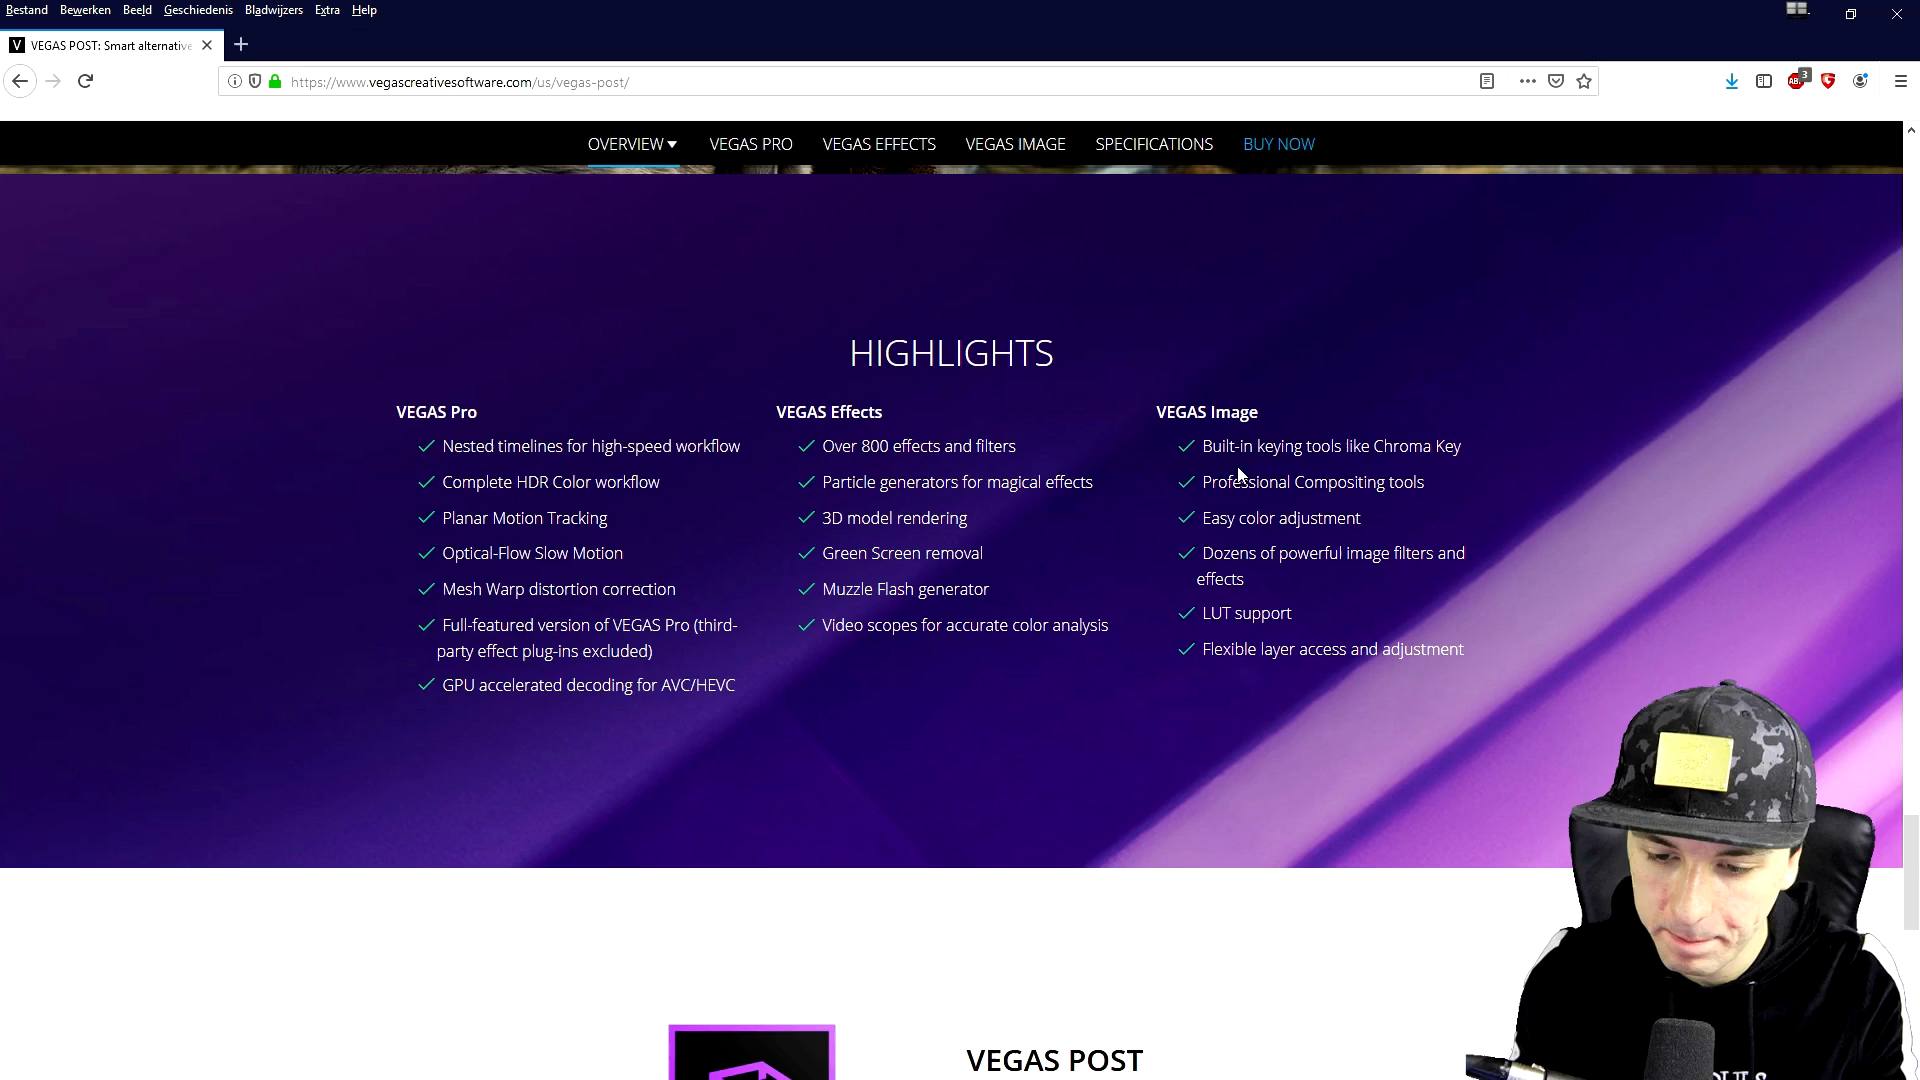 Bestand Bewerken Beeld Geschiedenis Bladwijzers Extra Help
VEGAS POST: Smart alternative
https://www.vegascreativesoftware.com/us/vegas-post/
ABP 3
OVERVIEW VEGAS PRO VEGAS EFFECTS VEGAS IMAGE SPECIFICATIONS BUY NOW
HIGHLIGHTS
VEGAS Pro
Nested timelines for high-speed workflow
Complete HDR Color workflow
Planar Motion Tracking
Optical-Flow Slow Motion
Mesh Warp distortion correction
Full-featured version of VEGAS Pro (third-
party effect plug-ins excluded)
GPU accelerated decoding for AVC/HEVC
VEGAS Effects
Over 800 effects and filters
Particle generators for magical effects
3D model rendering
Green Screen removal
Muzzle Flash generator
Video scopes for accurate color analysis
VEGAS Image
Built-in keying tools like Chroma Key
Professional Compositing tools
Easy color adjustment
Dozens of powerful image filters and
effects
LUT support
Flexible layer access and adjustment
VEGAS POST